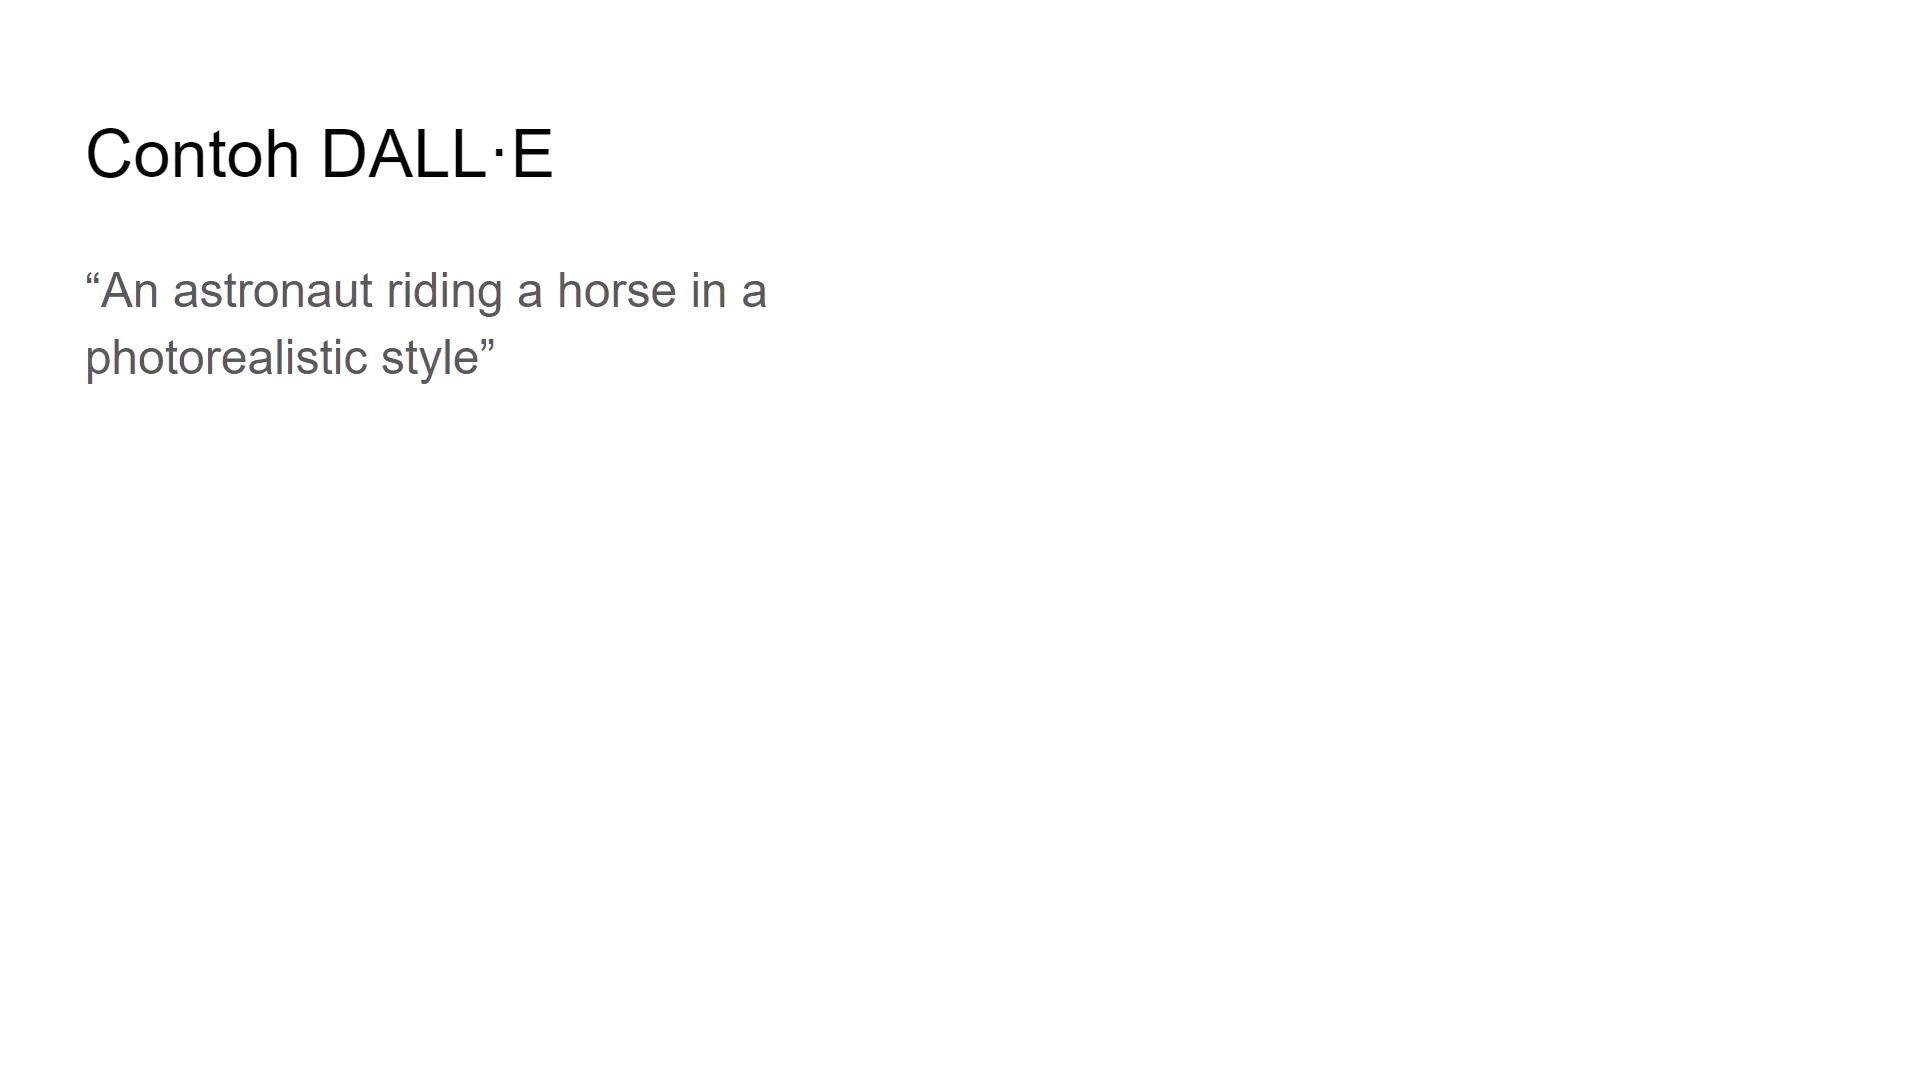 Contoh DALL·E
“An astronaut riding a horse in a
photorealistic style”